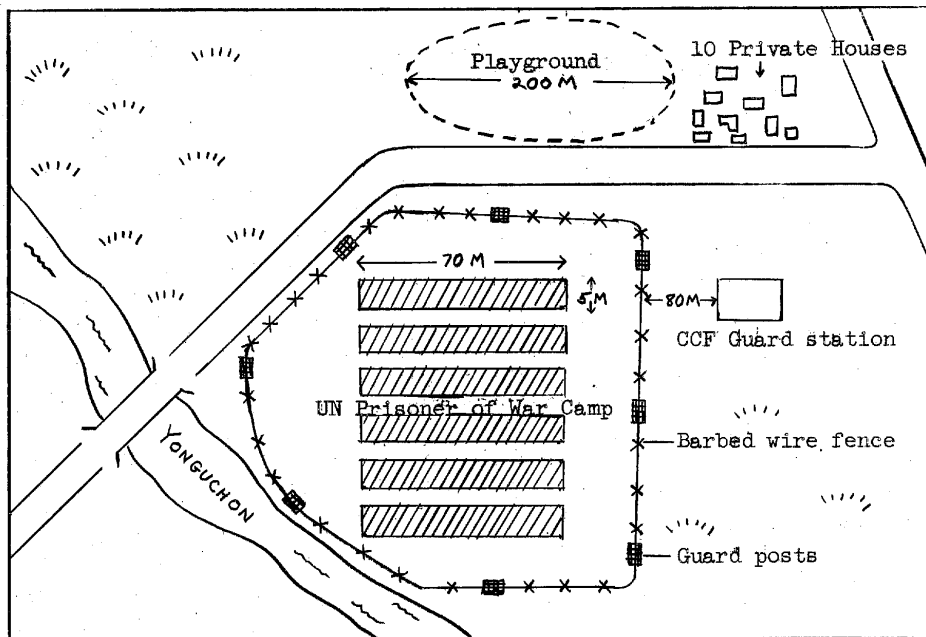 10 Private Houses
Playground
200 M
70 M
5 M
80 M
CCF Guard station
UN Prisoner of War Camp
Barbed wire fence
YONGUCHON
Guard posts